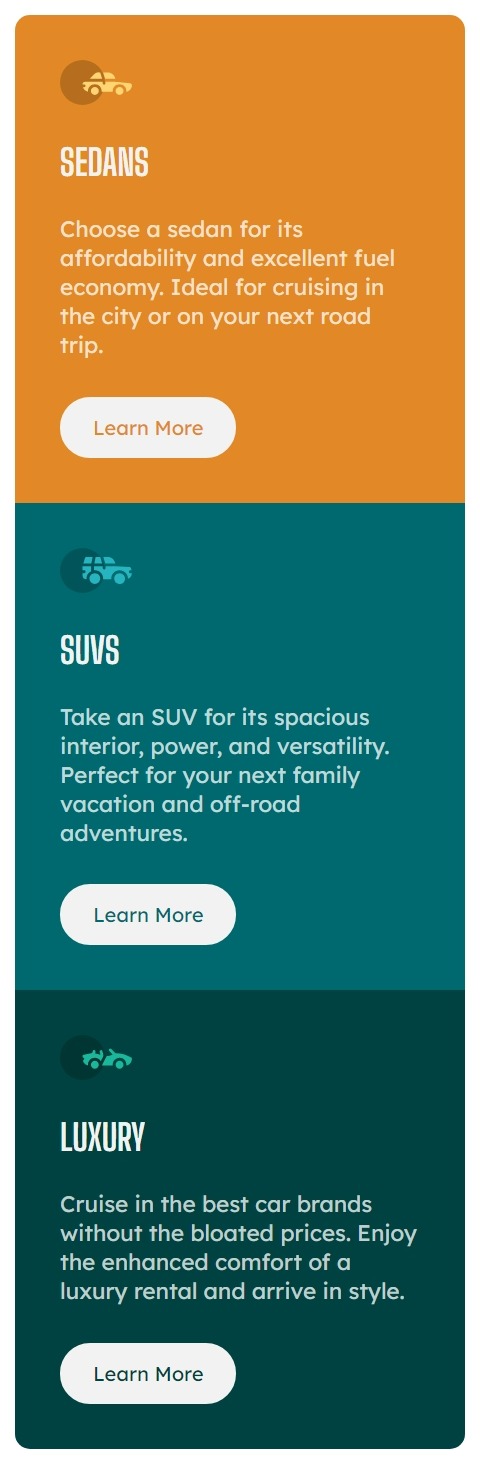 SEDANS
Choose a sedan for its
affordability and excellent fuel
economy. Ideal for cruising in
the city or on your next road
trip.
Learn More
SUVS
Take an SUV for its spacious
interior, power, and versatility.
Perfect for your next family
vacation and off-road
adventures.
Learn More
LUXURY
Cruise in the best car brands
without the bloated prices. Enjoy
the enhanced comfort of a
luxury rental and arrive in style.
Learn More